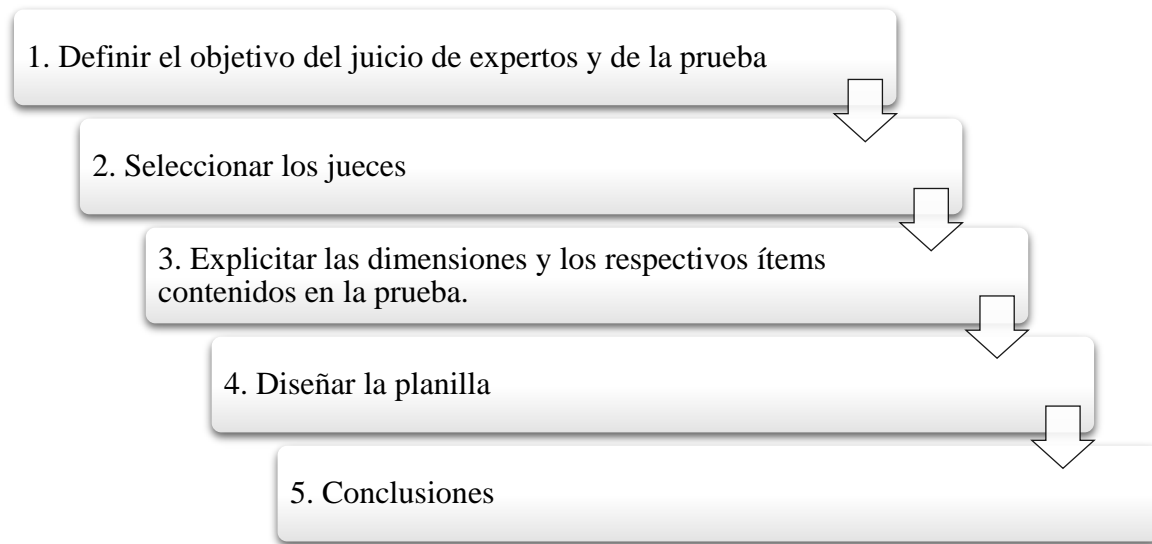 1. Definir el objetivo del juicio de expertos y de la prueba
2. Seleccionar los jueces
3. Explicitar las dimensiones y los respectivos ítems
contenidos en la prueba.
4. Diseñar la planilla
5. Conclusiones